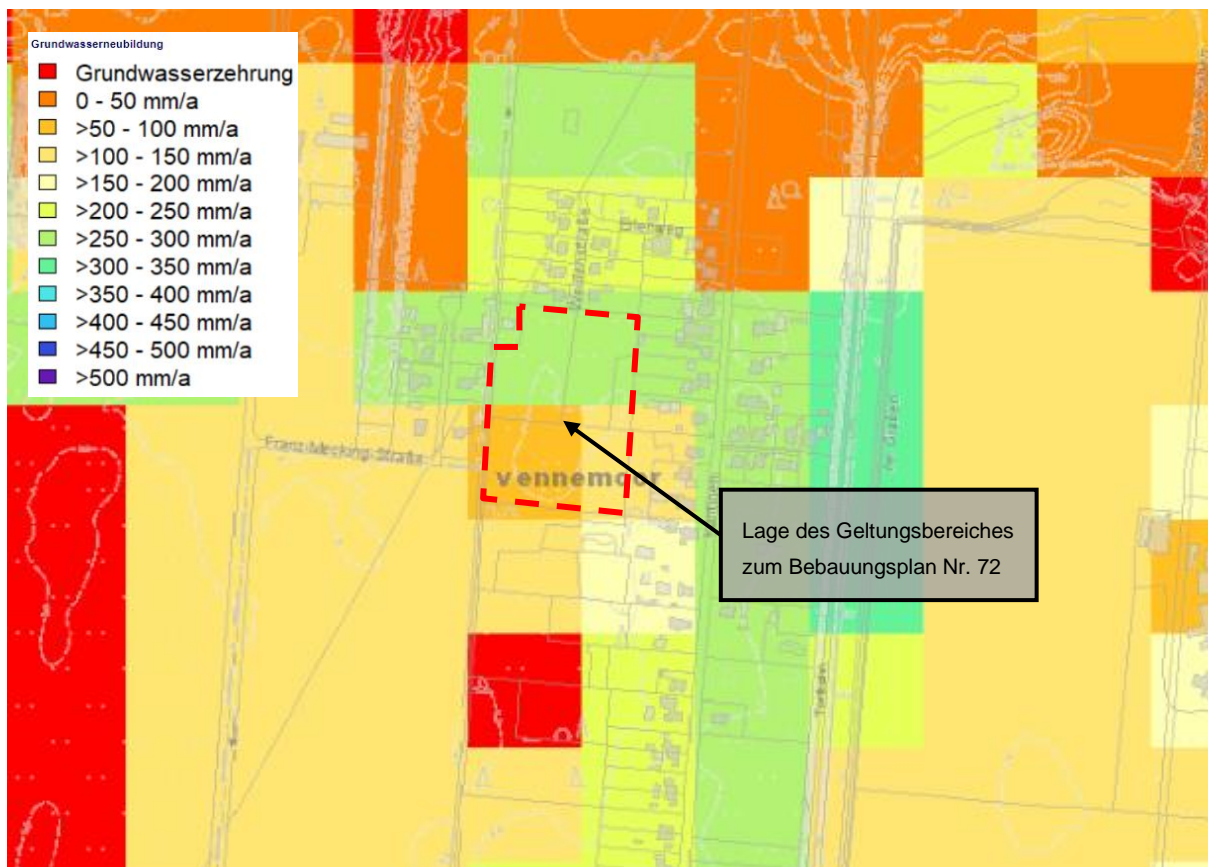 Grundwasserneubildung
Grundwasserzehrung
0 - 50 mm/a
>50 - 100 mm/a
>100 - 150 mm/a
>150 - 200 mm/a
>200 - 250 mm/a
>250 - 300 mm/a
>300 - 350 mm/a
>350 - 400 mm/a
>400 - 450 mm/a
>450 - 500 mm/a
>500 mm/a
Franz-Mecking-Straße
vennemoor
Lage des Geltungsbereiches
zum Bebauungsplan Nr. 72